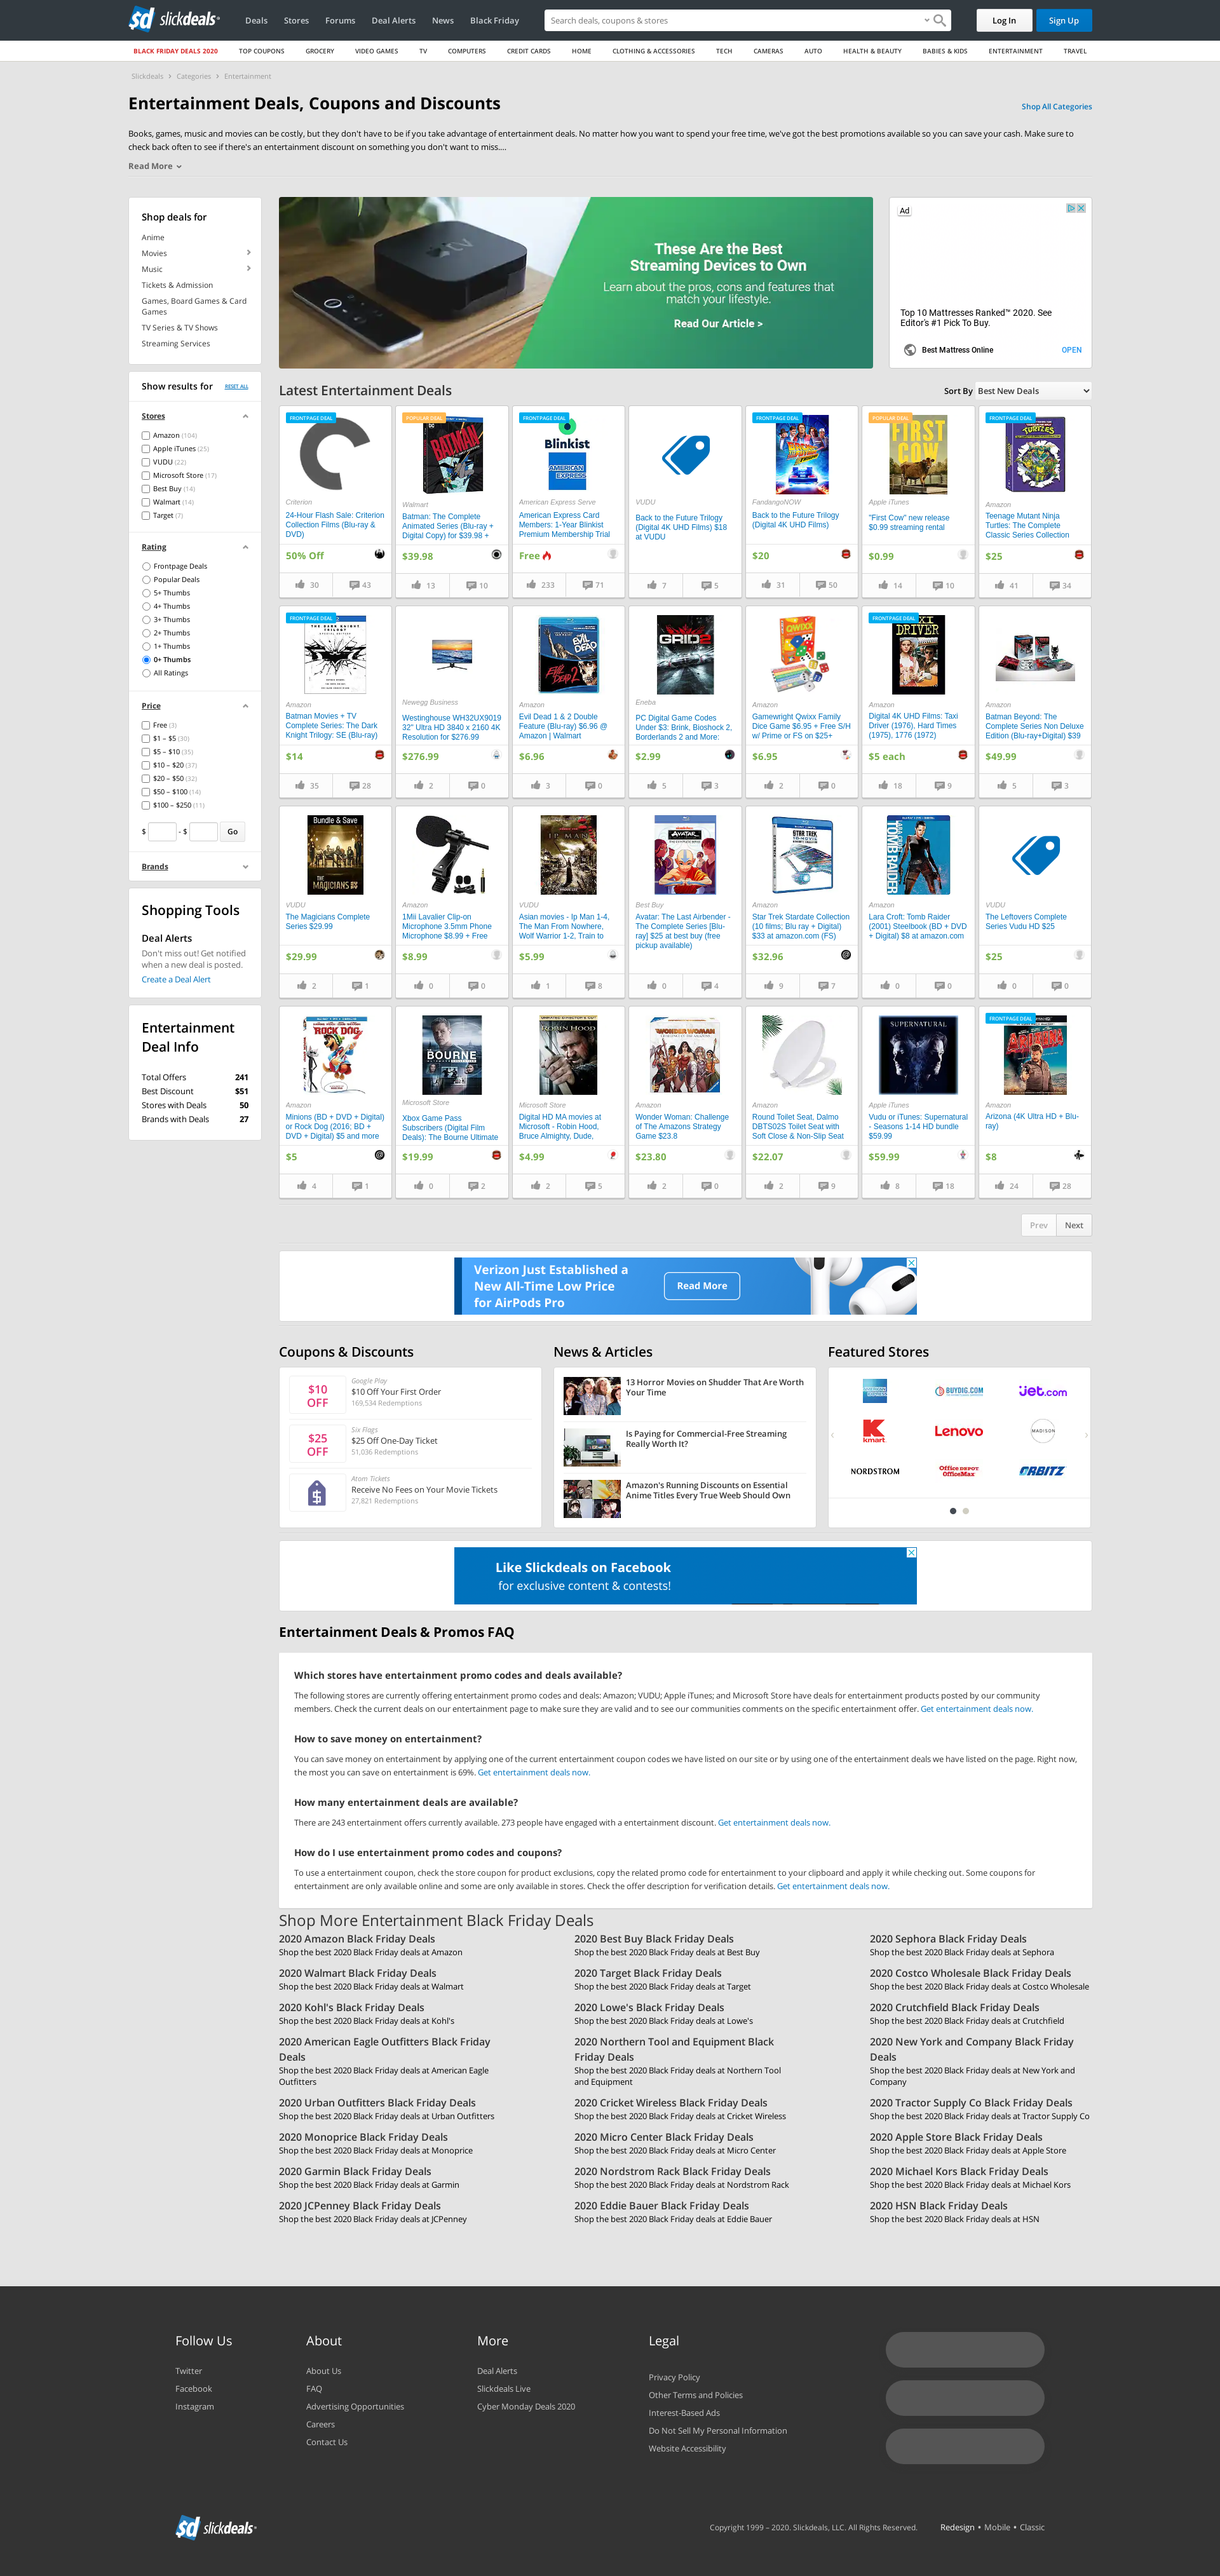 slickdeals
Deals Stores Forums Deal Alerts News Black Friday
Search deals, coupons & stores
Log In Sign Up
BLACK FRIDAY DEALS 2020 TOP COUPONS GROCERY VIDEO GAMES TV COMPUTERS CREDIT CARDS HOME CLOTHING & ACCESSORIES TECH CAMERAS AUTO HEALTH & BEAUTY BABIES & KIDS ENTERTAINMENT TRAVEL
Slickdeals › Categories › Entertainment
Entertainment Deals, Coupons and Discounts
Shop All Categories
Books, games, music and movies can be costly, but they don't have to be if you take advantage of entertainment deals. No matter how you want to spend your free time, we've got the best promotions available so you can save your cash. Make sure to
check back often to see if there's an entertainment discount on something you don't want to miss....
Read More
Shop deals for
Anime
Movies
Music
Tickets & Admission
Games, Board Games & Card
Games
TV Series & TV Shows
Streaming Services
Show results for RESET ALL
Stores
Amazon (104)
Apple iTunes (25)
VUDU (22)
Microsoft Store (17)
Best Buy (14)
Walmart (14)
Target (7)
Rating
Frontpage Deals
Popular Deals
5+ Thumbs
4+ Thumbs
3+ Thumbs
2+ Thumbs
1+ Thumbs
0+ Thumbs
All Ratings
Price
Free (3)
$1 – $5 (30)
$5 – $10 (35)
$10 – $20 (37)
$20 – $50 (32)
$50 – $100 (14)
$100 – $250 (11)
$ - $ Go
Brands
Shopping Tools
Deal Alerts
Don't miss out! Get notified
when a new deal is posted.
Create a Deal Alert
Entertainment
Deal Info
Total Offers 241
Best Discount $51
Stores with Deals 50
Brands with Deals 27
These Are the Best
Streaming Devices to Own
Learn about the pros, cons and features that
match your lifestyle.
Read Our Article >
Ad
Top 10 Mattresses Ranked™ 2020. See
Editor's #1 Pick To Buy.
Best Mattress Online OPEN
Latest Entertainment Deals
Sort By Best New Deals
FRONTPAGE DEAL
Criterion
24-Hour Flash Sale: Criterion
Collection Films (Blu-ray &
DVD)
50% Off
30 43
POPULAR DEAL
BATMAN
Walmart
Batman: The Complete
Animated Series (Blu-ray +
Digital Copy) for $39.98 +
$39.98
13 10
FRONTPAGE DEAL
Blinkist
AMERICAN EXPRESS
American Express Serve
American Express Card
Members: 1-Year Blinkist
Premium Membership Trial
Free
233 71
VUDU
Back to the Future Trilogy
(Digital 4K UHD Films) $18
at VUDU
7 5
FRONTPAGE DEAL
FandangoNOW
Back to the Future Trilogy
(Digital 4K UHD Films)
$20
31 50
POPULAR DEAL
FIRST COW
Apple iTunes
"First Cow" new release
$0.99 streaming rental
$0.99
14 10
FRONTPAGE DEAL
TURTLES
Amazon
Teenage Mutant Ninja
Turtles: The Complete
Classic Series Collection
$25
41 34
FRONTPAGE DEAL
THE DARK KNIGHT
TRILOGY
Amazon
Batman Movies + TV
Complete Series: The Dark
Knight Trilogy: SE (Blu-ray)
$14
35 28
Newegg Business
Westinghouse WH32UX9019
32" Ultra HD 3840 x 2160 4K
Resolution for $276.99
$276.99
2 0
EVIL DEAD
EVIL DEAD 2
Amazon
Evil Dead 1 & 2 Double
Feature (Blu-ray) $6.96 @
Amazon | Walmart
$6.96
3 0
GRID2
Eneba
PC Digital Game Codes
Under $3: Brink, Bioshock 2,
Borderlands 2 and More:
$2.99
5 3
QWIXX
Amazon
Gamewright Qwixx Family
Dice Game $6.95 + Free S/H
w/ Prime or FS on $25+
$6.95
2 0
FRONTPAGE DEAL
TAXI DRIVER
Amazon
Digital 4K UHD Films: Taxi
Driver (1976), Hard Times
(1975), 1776 (1972)
$5 each
18 9
Amazon
Batman Beyond: The
Complete Series Non Deluxe
Edition (Blu-ray+Digital) $39
$49.99
5 3
Bundle & Save
THE MAGICIANS
VUDU
The Magicians Complete
Series $29.99
$29.99
2 1
Amazon
1Mii Lavalier Clip-on
Microphone 3.5mm Phone
Microphone $8.99 + Free
$8.99
0 0
IP MAN
VUDU
Asian movies - Ip Man 1-4,
The Man From Nowhere,
Wolf Warrior 1-2, Train to
$5.99
1 8
AVATAR
Best Buy
Avatar: The Last Airbender -
The Complete Series [Blu-
ray] $25 at best buy (free
pickup available)
0 4
STAR TREK
Amazon
Star Trek Stardate Collection
(10 films; Blu ray + Digital)
$33 at amazon.com (FS)
$32.96
9 7
TOMB RAIDER
Amazon
Lara Croft: Tomb Raider
(2001) Steelbook (BD + DVD
+ Digital) $8 at amazon.com
0 0
VUDU
The Leftovers Complete
Series Vudu HD $25
$25
0 0
ROCK DOG
Amazon
Minions (BD + DVD + Digital)
or Rock Dog (2016; BD +
DVD + Digital) $5 and more
$5
4 1
BOURNE
Microsoft Store
Xbox Game Pass
Subscribers (Digital Film
Deals): The Bourne Ultimate
$19.99
0 2
ROBIN HOOD
Microsoft Store
Digital HD MA movies at
Microsoft - Robin Hood,
Bruce Almighty, Dude,
$4.99
2 5
WONDER WOMAN
Amazon
Wonder Woman: Challenge
of The Amazons Strategy
Game $23.8
$23.80
2 0
Amazon
Round Toilet Seat, Dalmo
DBTS02S Toilet Seat with
Soft Close & Non-Slip Seat
$22.07
2 9
SUPERNATURAL
Apple iTunes
Vudu or iTunes: Supernatural
- Seasons 1-14 HD bundle
$59.99
$59.99
8 18
FRONTPAGE DEAL
ARIZONA
Amazon
Arizona (4K Ultra HD + Blu-
ray)
$8
24 28
Prev Next
Verizon Just Established a
New All-Time Low Price
for AirPods Pro
Read More
Coupons & Discounts
$10
OFF
Google Play
$10 Off Your First Order
169,534 Redemptions
$25
OFF
Six Flags
$25 Off One-Day Ticket
51,036 Redemptions
Atom Tickets
Receive No Fees on Your Movie Tickets
27,821 Redemptions
News & Articles
13 Horror Movies on Shudder That Are Worth
Your Time
Is Paying for Commercial-Free Streaming
Really Worth It?
Amazon's Running Discounts on Essential
Anime Titles Every True Weeb Should Own
Featured Stores
AMERICAN EXPRESS BUYDIG.COM Jet.com
kmart Lenovo MADISON
NORDSTROM Office DEPOT OfficeMax ORBITZ
Like Slickdeals on Facebook
for exclusive content & contests!
Entertainment Deals & Promos FAQ
Which stores have entertainment promo codes and deals available?
The following stores are currently offering entertainment promo codes and deals: Amazon; VUDU; Apple iTunes; and Microsoft Store have deals for entertainment products posted by our community
members. Check the current deals on our entertainment page to make sure they are valid and to see our communities comments on the specific entertainment offer. Get entertainment deals now.
How to save money on entertainment?
You can save money on entertainment by applying one of the current entertainment coupon codes we have listed on our site or by using one of the entertainment deals we have listed on the page. Right now,
the most you can save on entertainment is 69%. Get entertainment deals now.
How many entertainment deals are available?
There are 243 entertainment offers currently available. 273 people have engaged with a entertainment discount. Get entertainment deals now.
How do I use entertainment promo codes and coupons?
To use a entertainment coupon, check the store coupon for product exclusions, copy the related promo code for entertainment to your clipboard and apply it while checking out. Some coupons for
entertainment are only available online and some are only available in stores. Check the offer description for verification details. Get entertainment deals now.
Shop More Entertainment Black Friday Deals
2020 Amazon Black Friday Deals
Shop the best 2020 Black Friday deals at Amazon
2020 Best Buy Black Friday Deals
Shop the best 2020 Black Friday deals at Best Buy
2020 Sephora Black Friday Deals
Shop the best 2020 Black Friday deals at Sephora
2020 Walmart Black Friday Deals
Shop the best 2020 Black Friday deals at Walmart
2020 Target Black Friday Deals
Shop the best 2020 Black Friday deals at Target
2020 Costco Wholesale Black Friday Deals
Shop the best 2020 Black Friday deals at Costco Wholesale
2020 Kohl's Black Friday Deals
Shop the best 2020 Black Friday deals at Kohl's
2020 Lowe's Black Friday Deals
Shop the best 2020 Black Friday deals at Lowe's
2020 Crutchfield Black Friday Deals
Shop the best 2020 Black Friday deals at Crutchfield
2020 American Eagle Outfitters Black Friday
Deals
Shop the best 2020 Black Friday deals at American Eagle
Outfitters
2020 Northern Tool and Equipment Black
Friday Deals
Shop the best 2020 Black Friday deals at Northern Tool
and Equipment
2020 New York and Company Black Friday
Deals
Shop the best 2020 Black Friday deals at New York and
Company
2020 Urban Outfitters Black Friday Deals
Shop the best 2020 Black Friday deals at Urban Outfitters
2020 Cricket Wireless Black Friday Deals
Shop the best 2020 Black Friday deals at Cricket Wireless
2020 Tractor Supply Co Black Friday Deals
Shop the best 2020 Black Friday deals at Tractor Supply Co
2020 Monoprice Black Friday Deals
Shop the best 2020 Black Friday deals at Monoprice
2020 Micro Center Black Friday Deals
Shop the best 2020 Black Friday deals at Micro Center
2020 Apple Store Black Friday Deals
Shop the best 2020 Black Friday deals at Apple Store
2020 Garmin Black Friday Deals
Shop the best 2020 Black Friday deals at Garmin
2020 Nordstrom Rack Black Friday Deals
Shop the best 2020 Black Friday deals at Nordstrom Rack
2020 Michael Kors Black Friday Deals
Shop the best 2020 Black Friday deals at Michael Kors
2020 JCPenney Black Friday Deals
Shop the best 2020 Black Friday deals at JCPenney
2020 Eddie Bauer Black Friday Deals
Shop the best 2020 Black Friday deals at Eddie Bauer
2020 HSN Black Friday Deals
Shop the best 2020 Black Friday deals at HSN
Follow Us
Twitter
Facebook
Instagram
About
About Us
FAQ
Advertising Opportunities
Careers
Contact Us
More
Deal Alerts
Slickdeals Live
Cyber Monday Deals 2020
Legal
Privacy Policy
Other Terms and Policies
Interest-Based Ads
Do Not Sell My Personal Information
Website Accessibility
slickdeals
Copyright 1999 – 2020. Slickdeals, LLC. All Rights Reserved. Redesign • Mobile • Classic